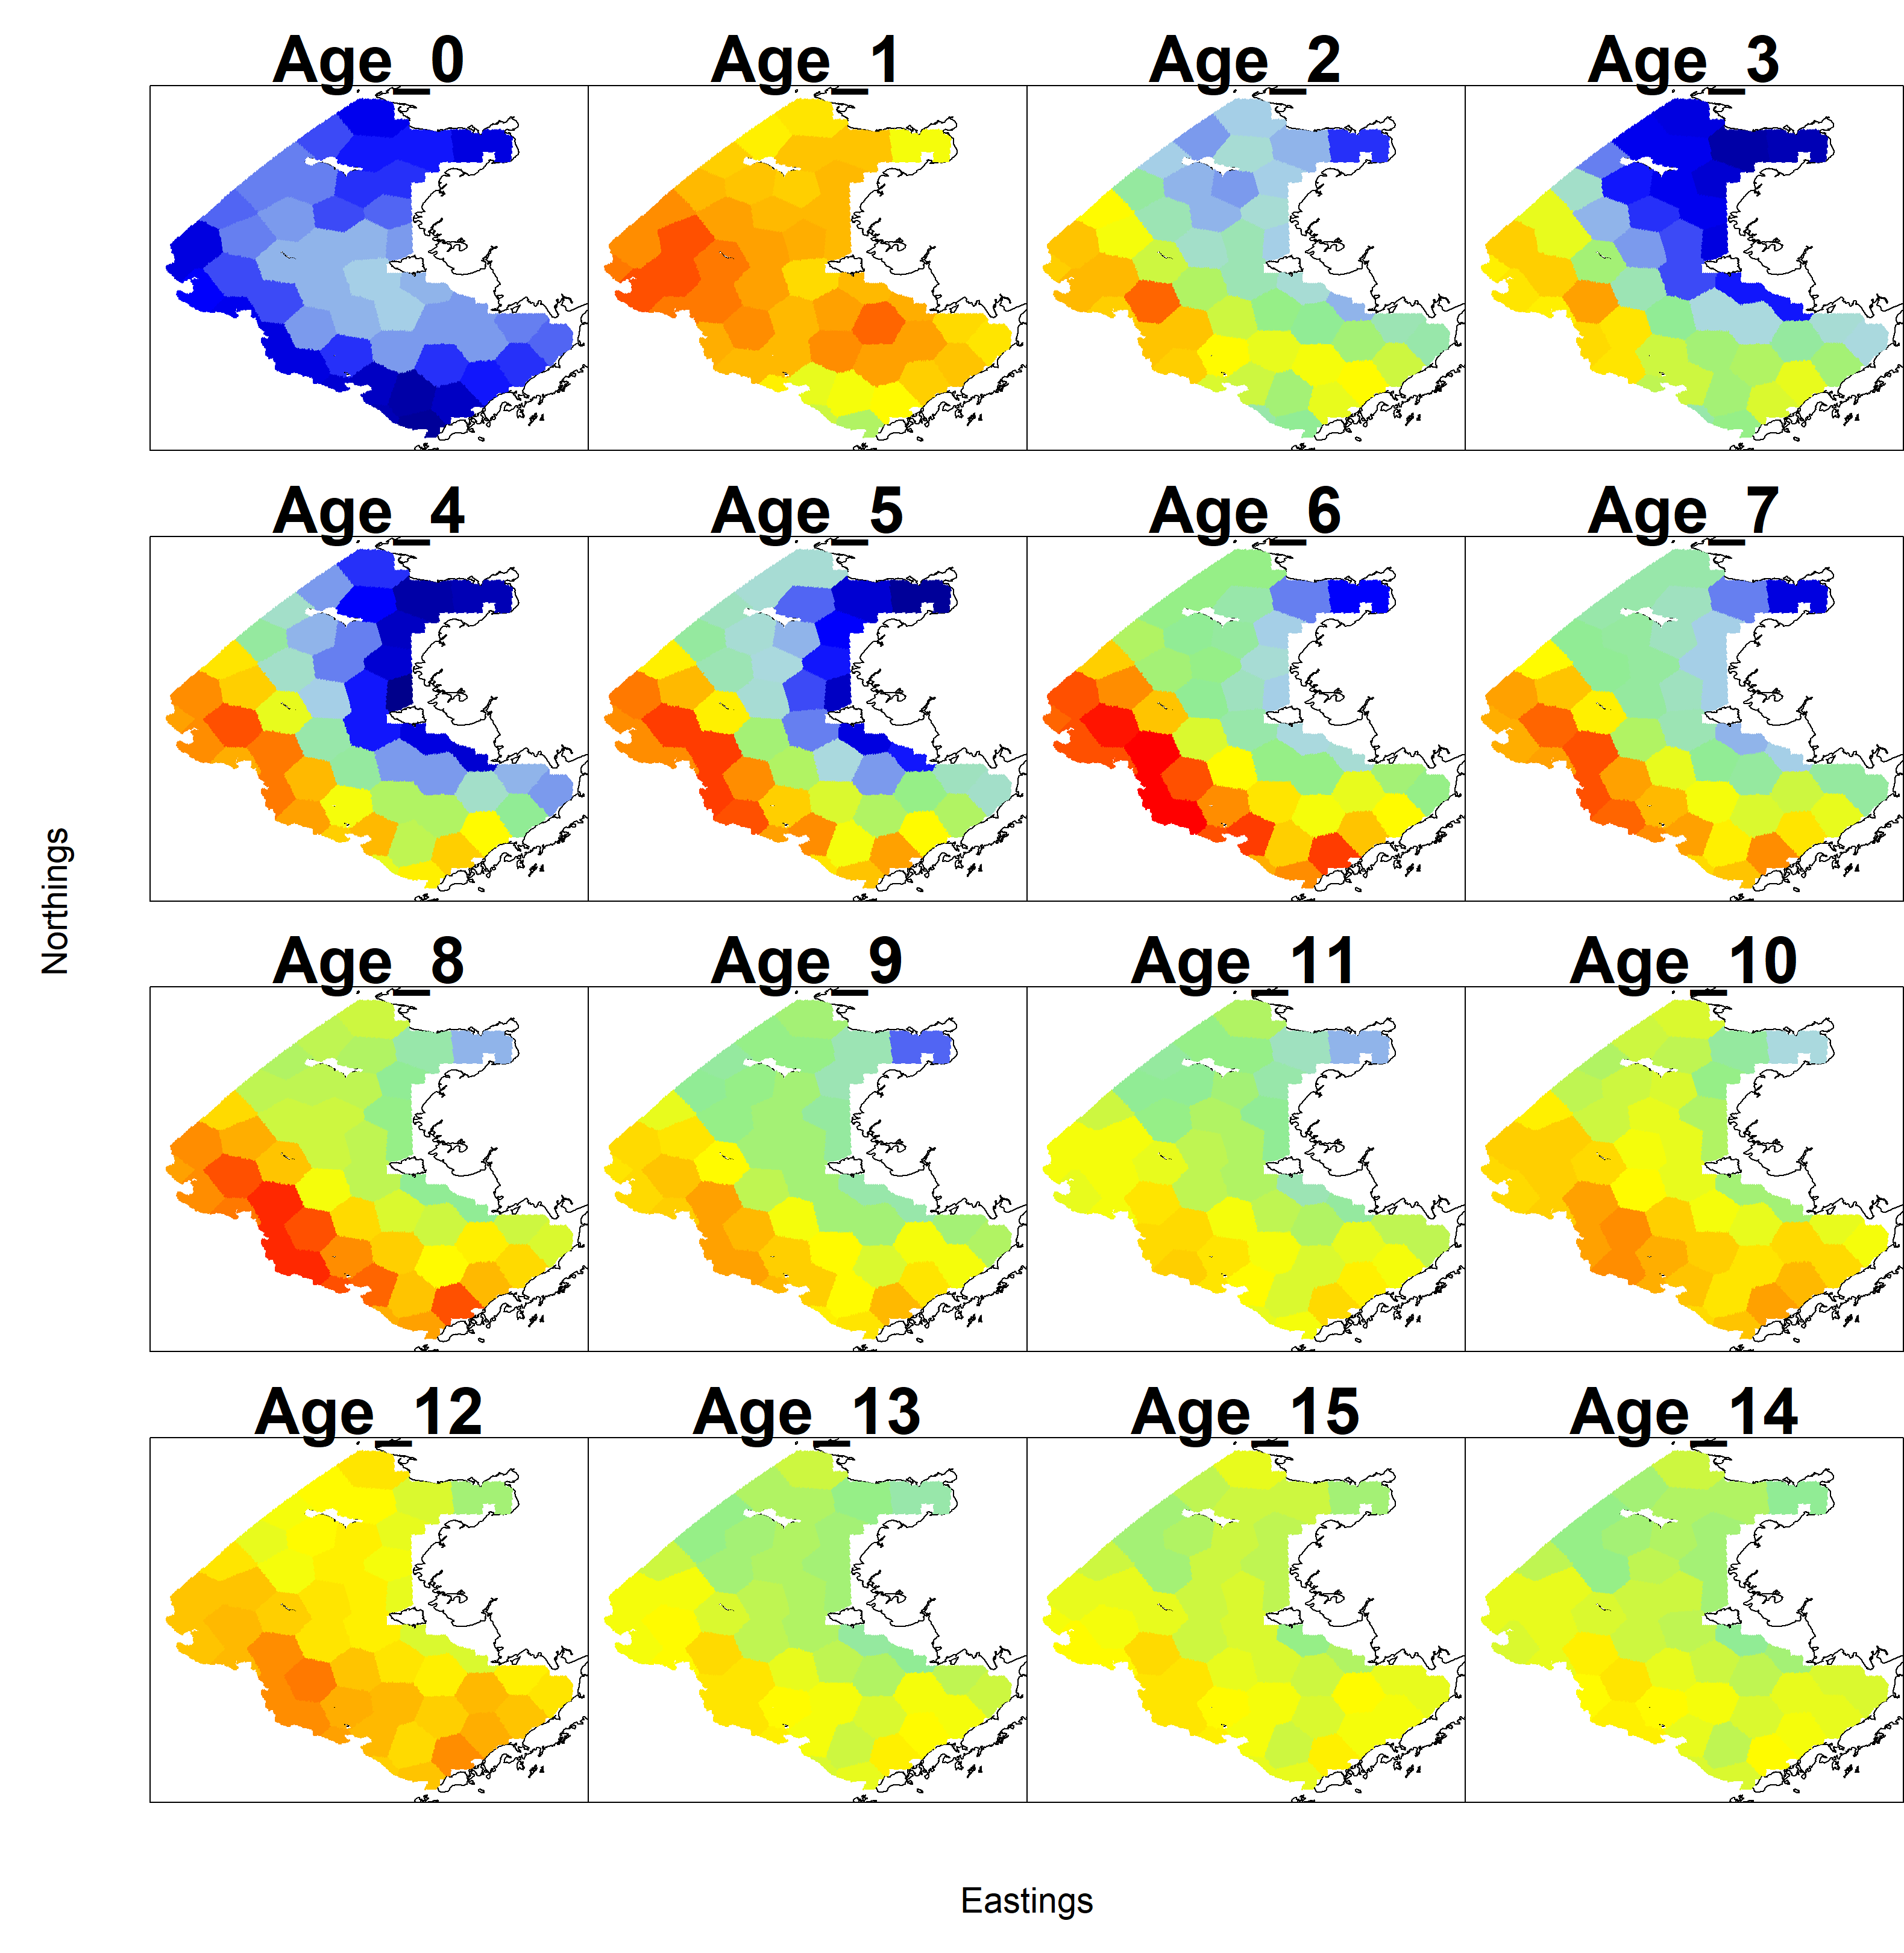 Age_0 Age_1 Age_2 Age_3
Age_4 Age_5 Age_6 Age_7
Northings
Age_8 Age_9 Age_11 Age_10
Age_12 Age_13 Age_15 Age_14
Eastings